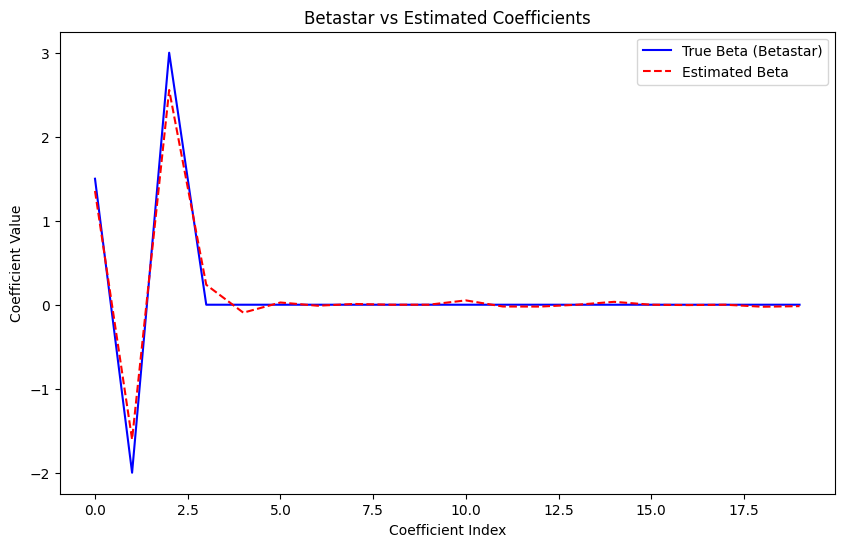 Betastar vs Estimated Coefficients
True Beta (Betastar)
Estimated Beta
3
2
1
0
−1
−2
Coefficient Value
0.0 2.5 5.0 7.5 10.0 12.5 15.0 17.5
Coefficient Index